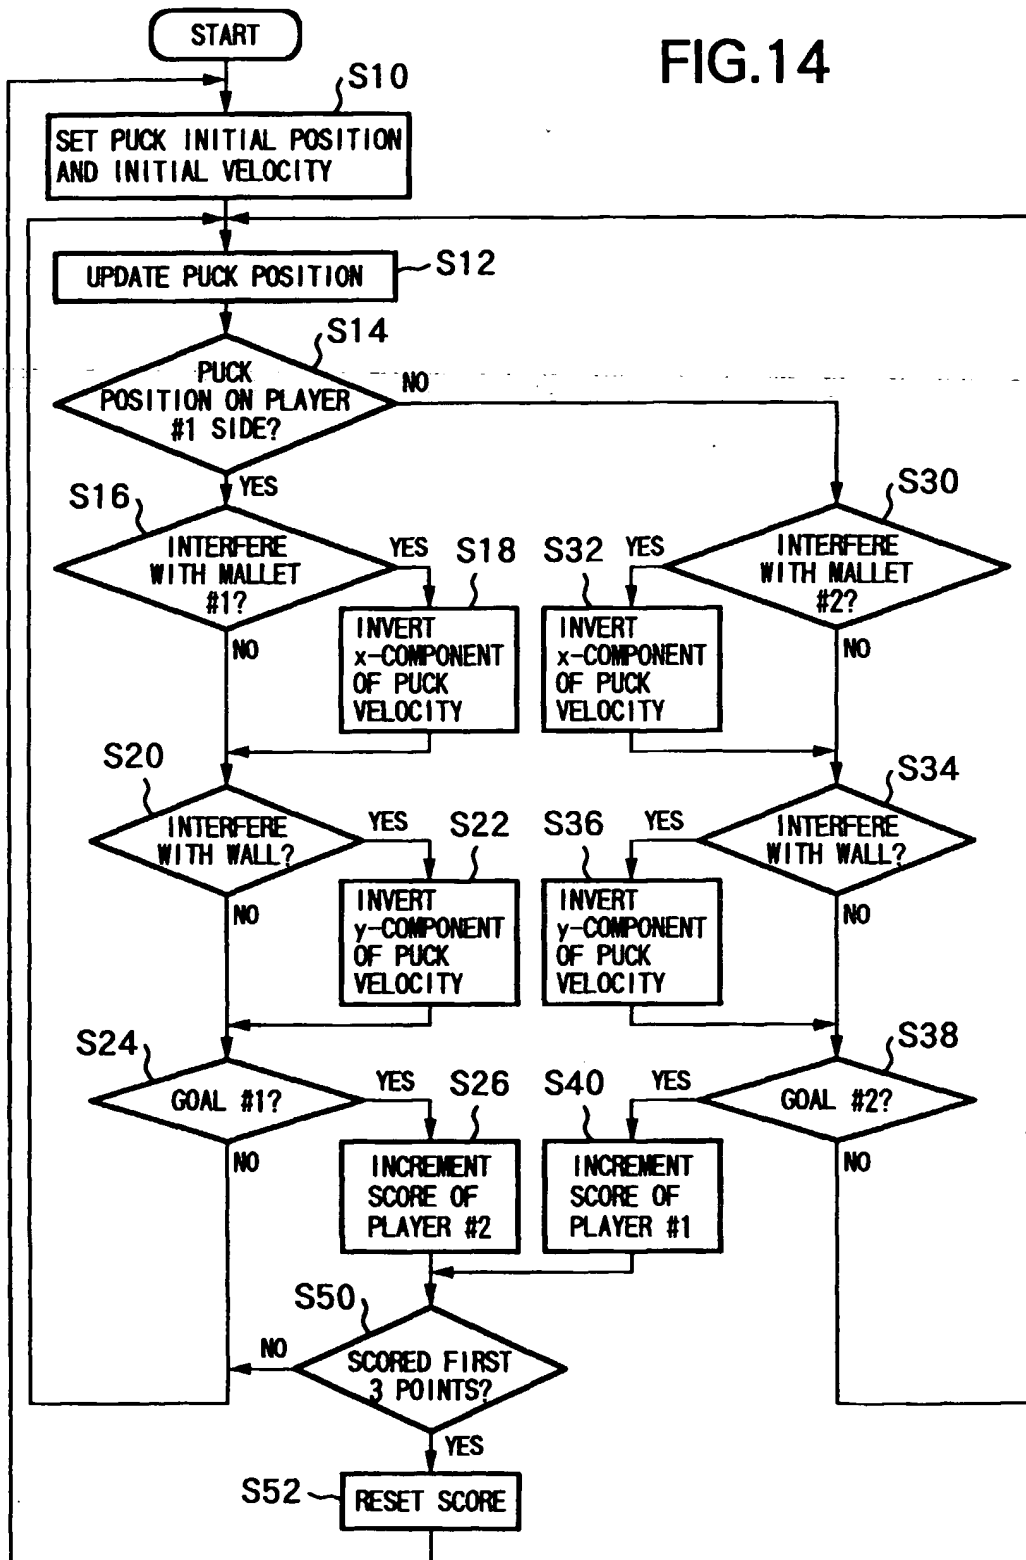 START
FIG.14
S10
SET PUCK INITIAL POSITION
AND INITIAL VELOCITY
UPDATE PUCK POSITION
S12
S14
PUCK
POSITION ON PLAYER
#1 SIDE?
NO
YES
S16
INTERFERE
WITH MALLET
#1?
YES
NO
S18
INVERT
x-COMPONENT
OF PUCK
VELOCITY
S32
INVERT
x-COMPONENT
OF PUCK
VELOCITY
S30
YES
INTERFERE
WITH MALLET
#2?
NO
S20
INTERFERE
WITH WALL?
YES
NO
S22
INVERT
y-COMPONENT
OF PUCK
VELOCITY
S36
INVERT
y-COMPONENT
OF PUCK
VELOCITY
S34
YES
INTERFERE
WITH WALL?
NO
S24
GOAL #1?
YES
NO
S26
INCREMENT
SCORE OF
PLAYER #2
S40
INCREMENT
SCORE OF
PLAYER #1
S38
YES
GOAL #2?
NO
S50
NO
SCORED FIRST
3 POINTS?
YES
S52
RESET SCORE